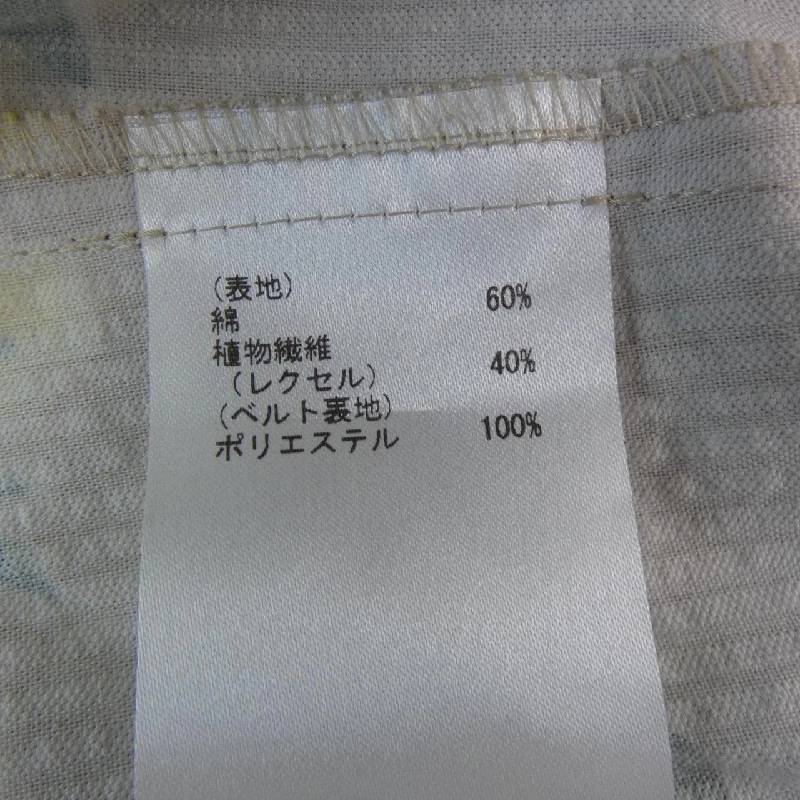 (表地)
綿 60%
植物繊維
(レクセル) 40%
(ベルト表地)
ポリエステル 100%